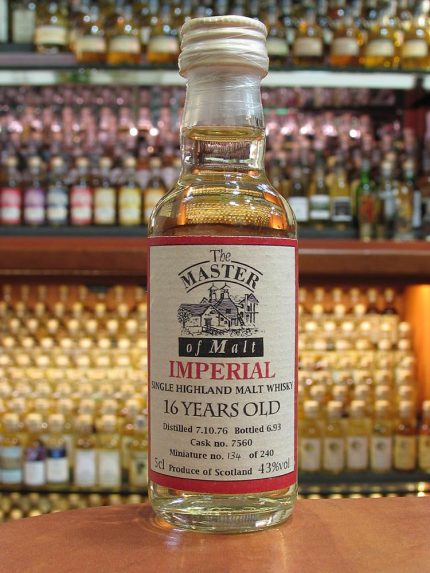 The
MASTER
of Malt
IMPERIAL
SINGLE HIGHLAND MALT WHISKY
16 YEARS OLD
Distilled 7.10.76 Bottled 6.93
Cask no. 7560
Miniature no. 134 of 240
5cl Produce of Scotland 43%vol